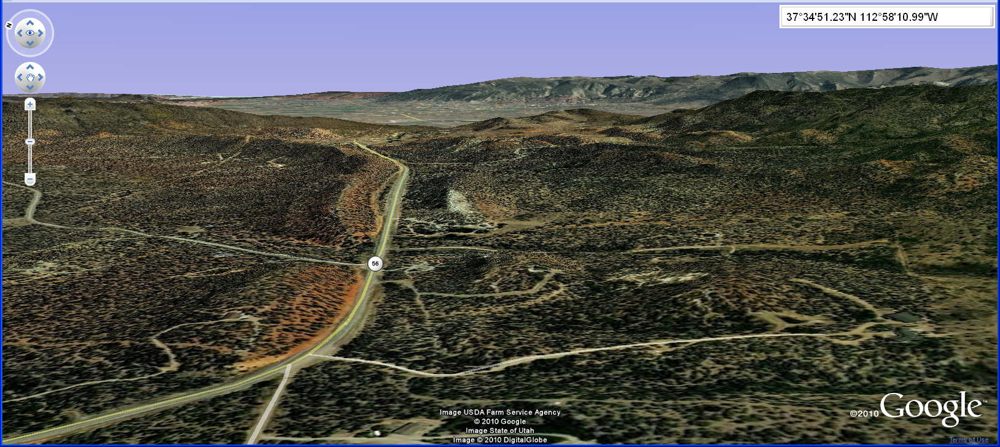 37°34'51.23"N 112°58'10.99"W
N
56
Image USDA Farm Service Agency
© 2010 Google
Image State of Utah
Image © 2010 DigitalGlobe
©2010 Google™
Terms of Use